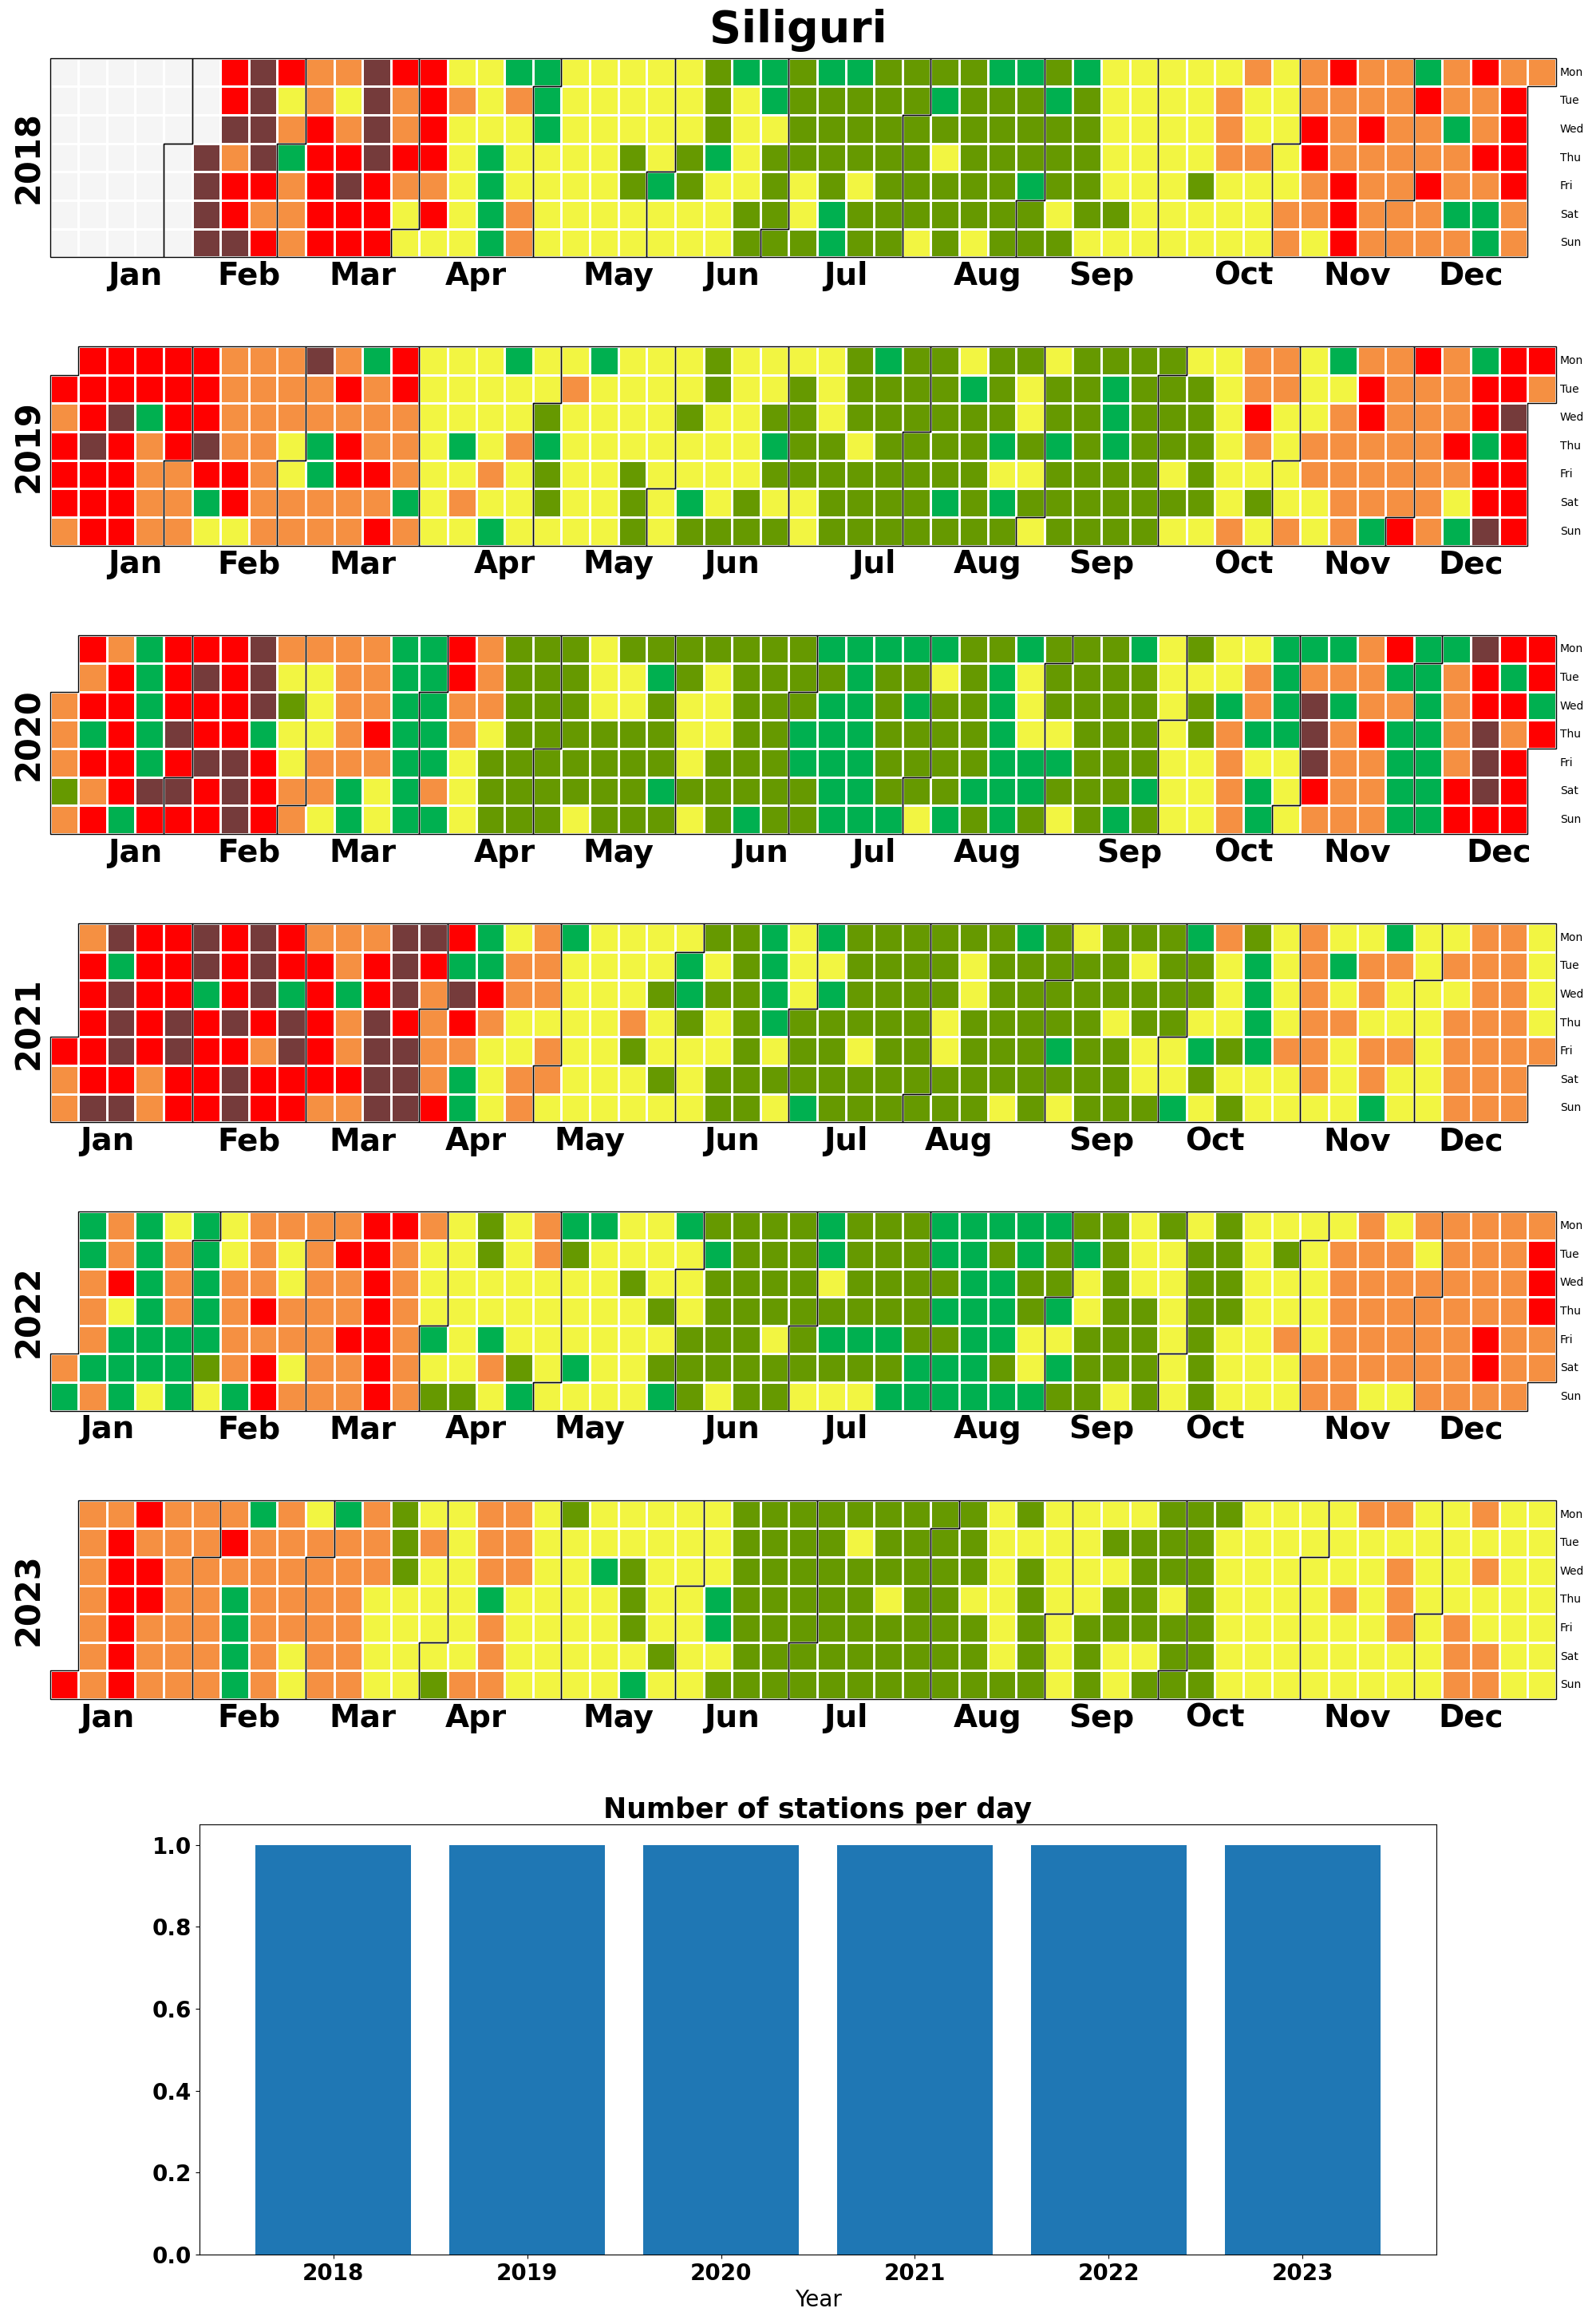 Siliguri
2018
Mon
Tue
Wed
Thu
Fri
Sat
Sun
Jan Feb Mar Apr May Jun Jul Aug Sep Oct Nov Dec
2019
Mon
Tue
Wed
Thu
Fri
Sat
Sun
Jan Feb Mar Apr May Jun Jul Aug Sep Oct Nov Dec
2020
Mon
Tue
Wed
Thu
Fri
Sat
Sun
Jan Feb Mar Apr May Jun Jul Aug Sep Oct Nov Dec
2021
Mon
Tue
Wed
Thu
Fri
Sat
Sun
Jan Feb Mar Apr May Jun Jul Aug Sep Oct Nov Dec
2022
Mon
Tue
Wed
Thu
Fri
Sat
Sun
Jan Feb Mar Apr May Jun Jul Aug Sep Oct Nov Dec
2023
Mon
Tue
Wed
Thu
Fri
Sat
Sun
Jan Feb Mar Apr May Jun Jul Aug Sep Oct Nov Dec
Number of stations per day
1.0
0.8
0.6
0.4
0.2
0.0
2018 2019 2020 2021 2022 2023
Year